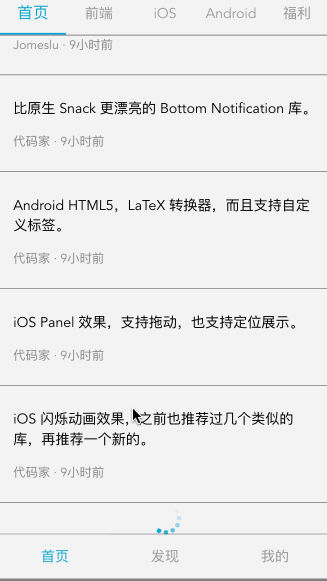 首页 前端 iOS Android 福利
Jomeslu · 9小时前
比原生 Snack 更漂亮的 Bottom Notification 库。
代码家 · 9小时前
Android HTML5，LaTeX 转换器，而且支持自定
义标签。
代码家 · 9小时前
iOS Panel 效果，支持拖动，也支持定位展示。
代码家 · 9小时前
iOS 闪烁动画效果，之前也推荐过几个类似的
库，再推荐一个新的。
代码家 · 9小时前
首页 发现 我的